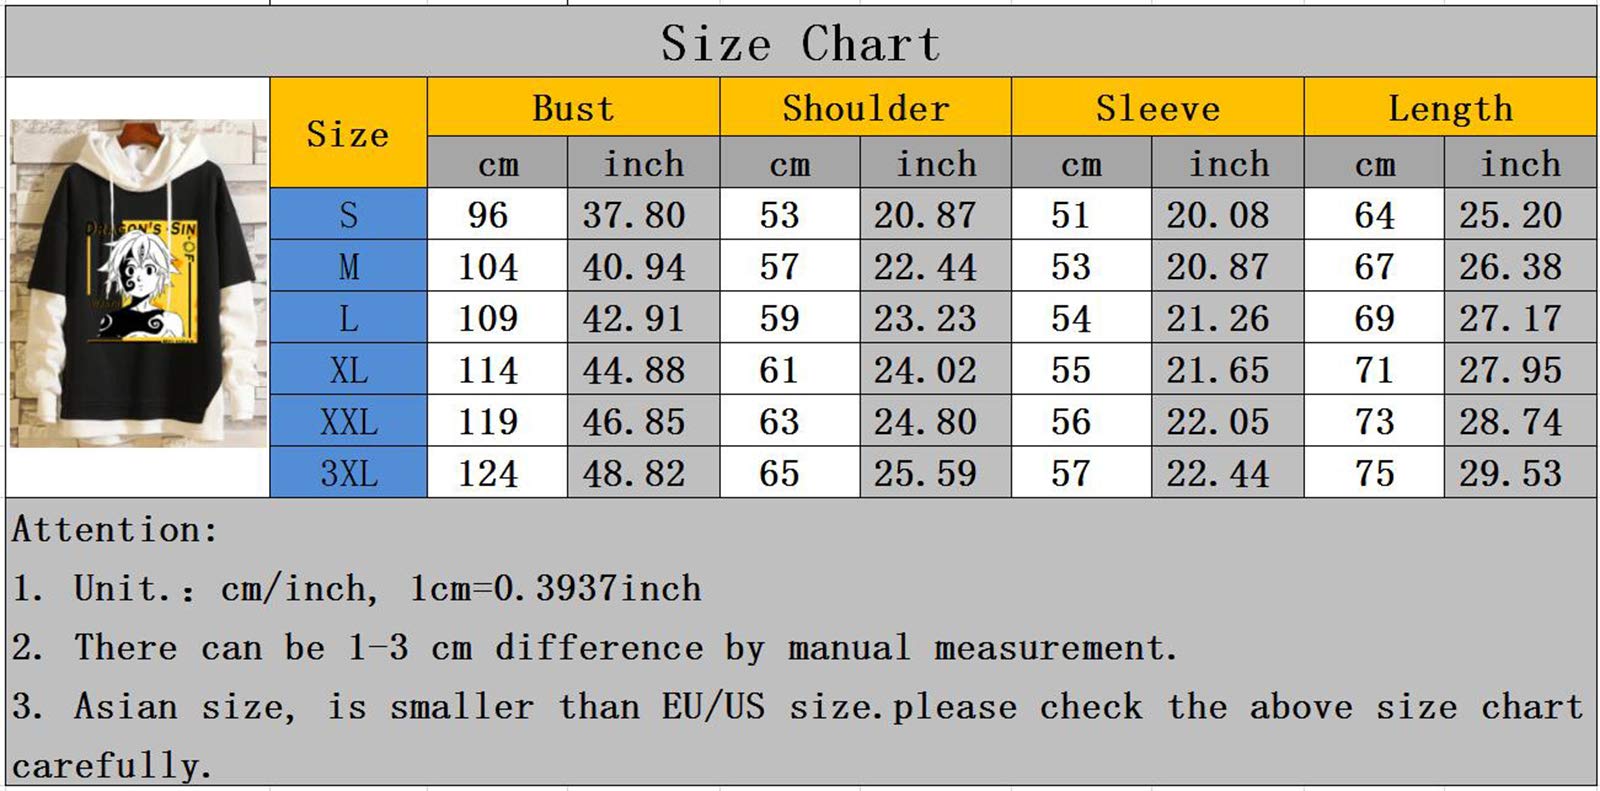 Size Chart
Size Bust Shoulder Sleeve Length
cm inch cm inch cm inch cm inch
S 96 37.80 53 20.87 51 20.08 64 25.20
M 104 40.94 57 22.44 53 20.87 67 26.38
L 109 42.91 59 23.23 54 21.26 69 27.17
XL 114 44.88 61 24.02 55 21.65 71 27.95
XXL 119 46.85 63 24.80 56 22.05 73 28.74
3XL 124 48.82 65 25.59 57 22.44 75 29.53
DRAGON'S SIN
OF
Attention:
1. Unit.: cm/inch, 1cm=0.3937inch
2. There can be 1-3 cm difference by manual measurement.
3. Asian size, is smaller than EU/US size.please check the above size chart
carefully.